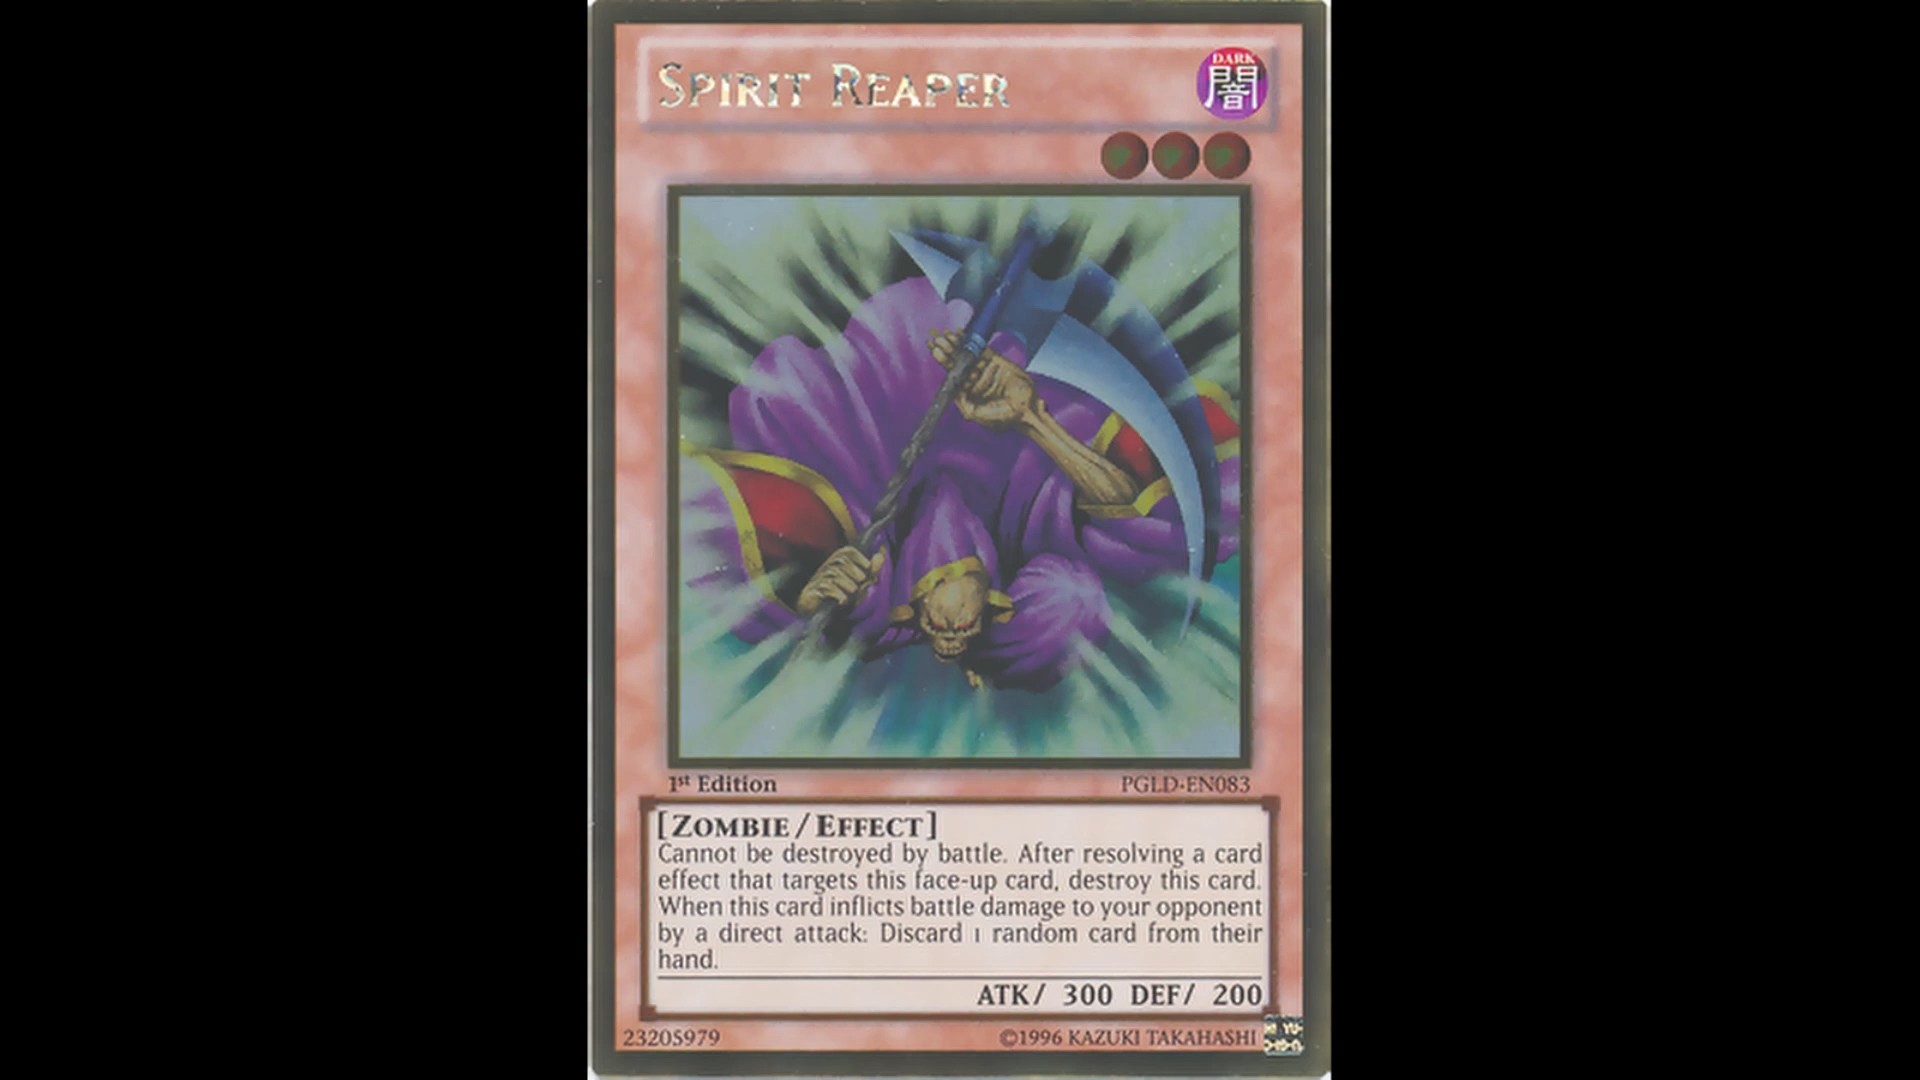 SPIRIT REAPER
DARK
闇
1st Edition
PGLD-EN083
[ZOMBIE/EFFECT]
Cannot be destroyed by battle. After resolving a card
effect that targets this face-up card, destroy this card.
When this card inflicts battle damage to your opponent
by a direct attack: Discard 1 random card from their
hand.
ATK/ 300 DEF/ 200
23205979
©1996 KAZUKI TAKAHASHI